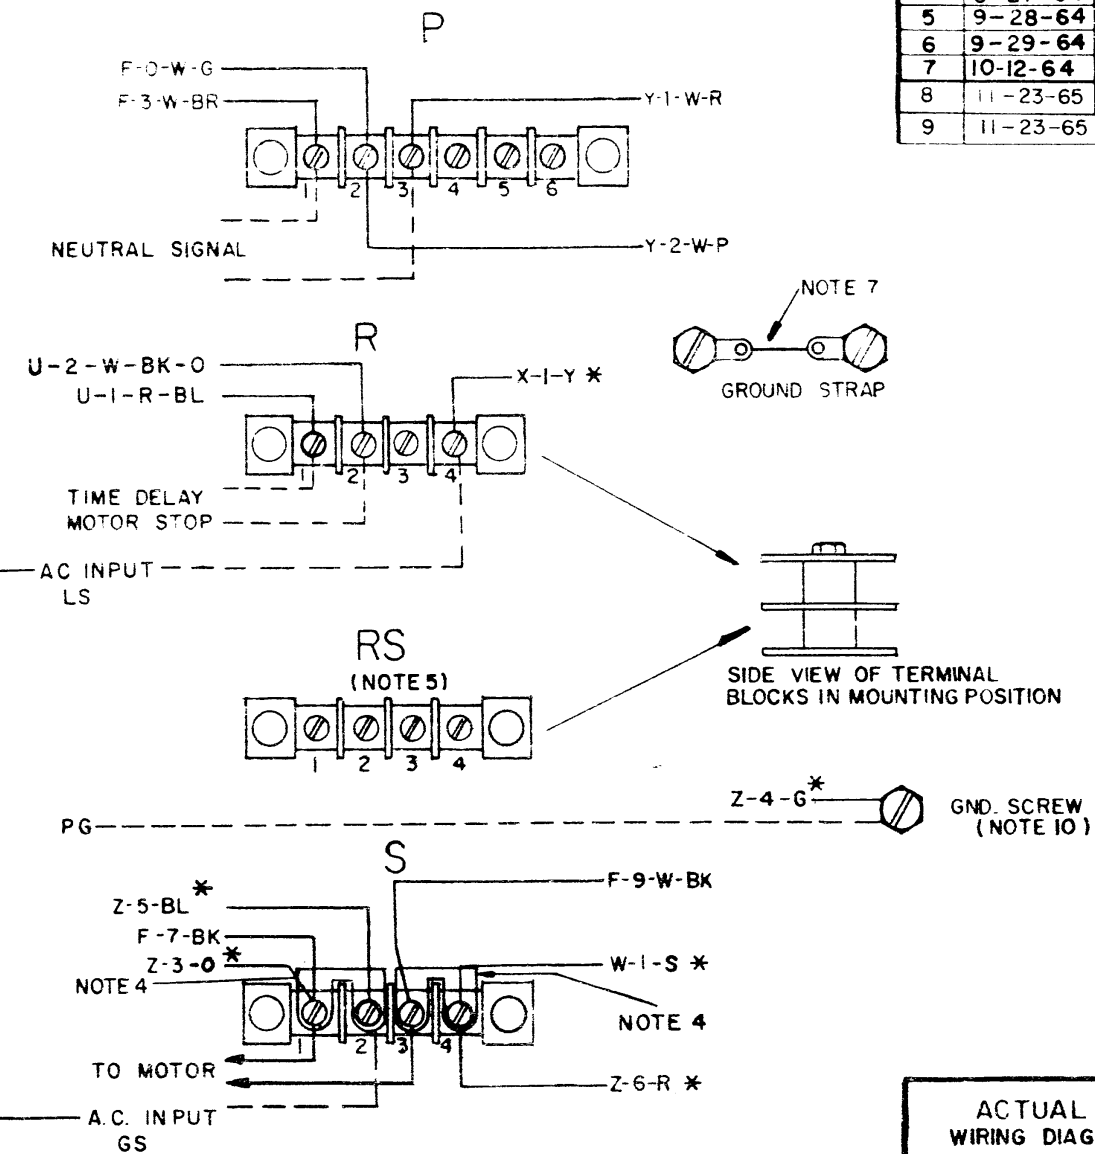 P
F-O-W-G
F-3-W-BR
Y-1-W-R
1 2 3 4 5 6
NEUTRAL SIGNAL
Y-2-W-P
5 9-28-64
6 9-29-64
7 10-12-64
8 11-23-65
9 11-23-65
NOTE 7
GROUND STRAP
R
U-2-W-BK-O
U-1-R-BL
X-1-Y *
1 2 3 4
TIME DELAY
MOTOR STOP
AC INPUT
LS
RS
(NOTE 5)
1 2 3 4
SIDE VIEW OF TERMINAL
BLOCKS IN MOUNTING POSITION
Z-4-G*
GND. SCREW
(NOTE 10)
PG
S
F-9-W-BK
Z-5-BL *
F-7-BK
Z-3-O *
NOTE 4
W-1-S *
NOTE 4
1 2 3 4
TO MOTOR
Z-6-R *
A.C. INPUT
GS
ACTUAL
WIRING DIAG